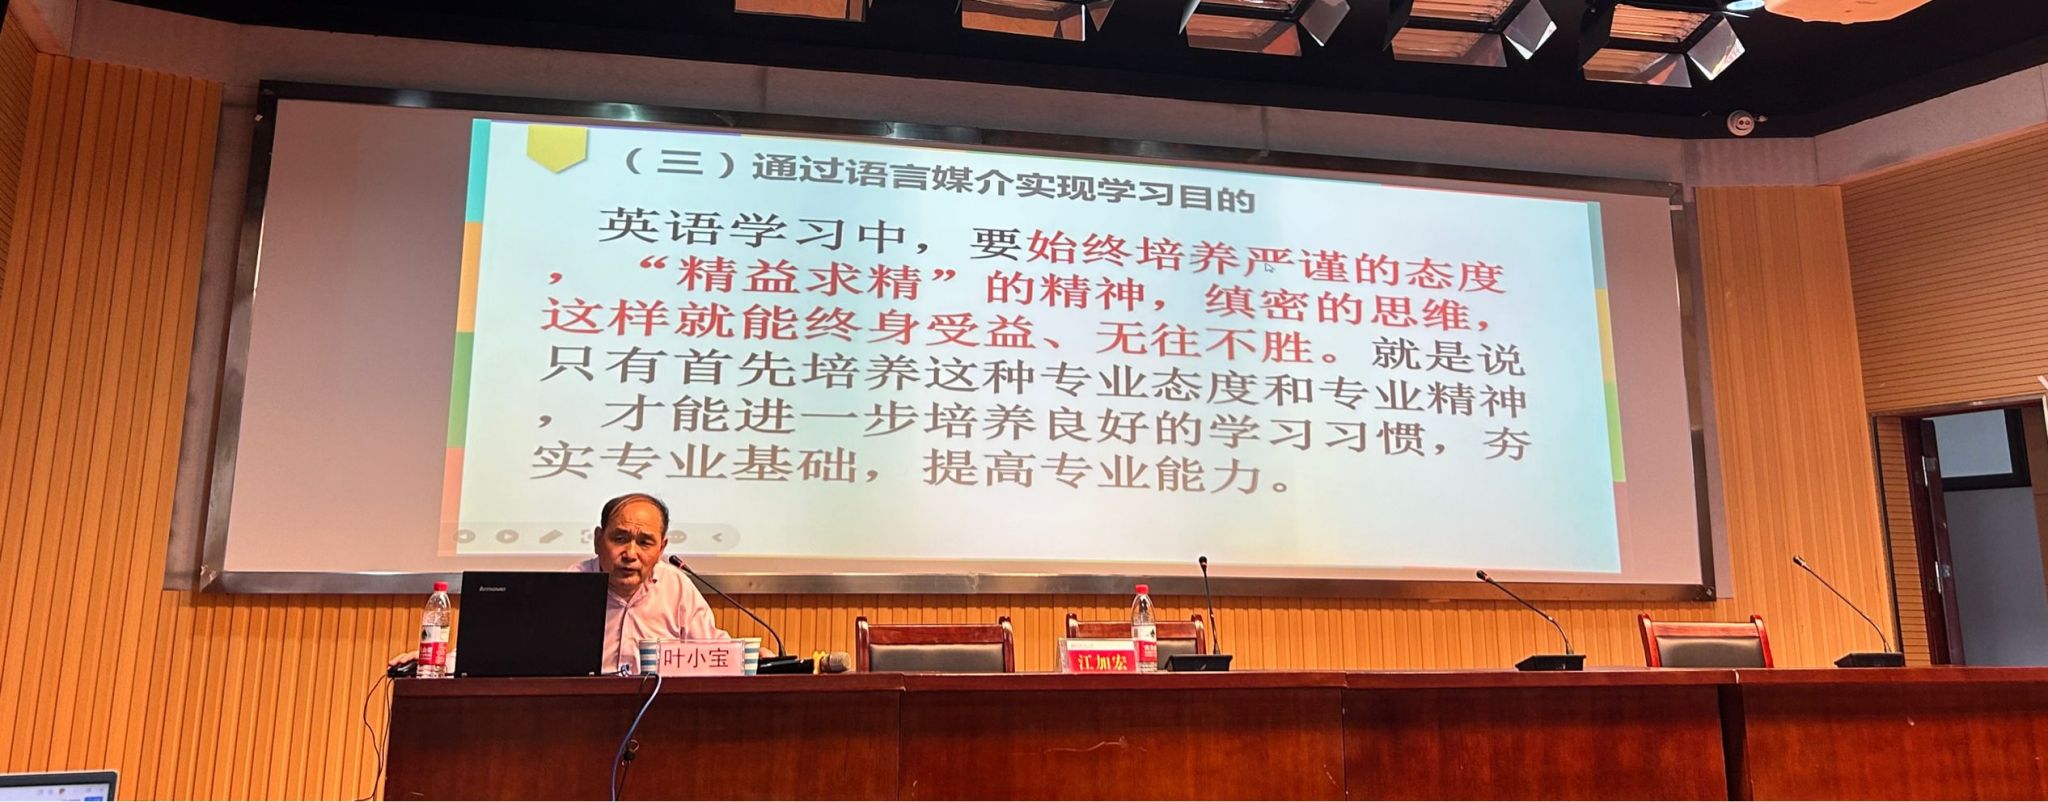 （三）通过语言媒介实现学习目的
英语学习中，要始终培养严谨的态度
，“精益求精”的精神，缜密的思维，
这样就能终身受益、无往不胜。就是说
只有首先培养这种专业态度和专业精神
，才能进一步培养良好的学习习惯，夯
实专业基础，提高专业能力。
lenovo
叶小宝
江加宏